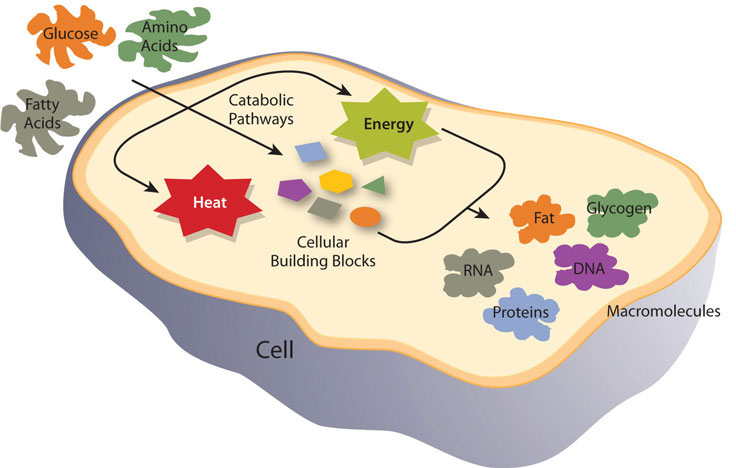 Glucose
Amino
Acids
Fatty
Acids
Catabolic
Pathways
Energy
Heat
Cellular
Building Blocks
Fat
Glycogen
RNA
DNA
Proteins
Macromolecules
Cell